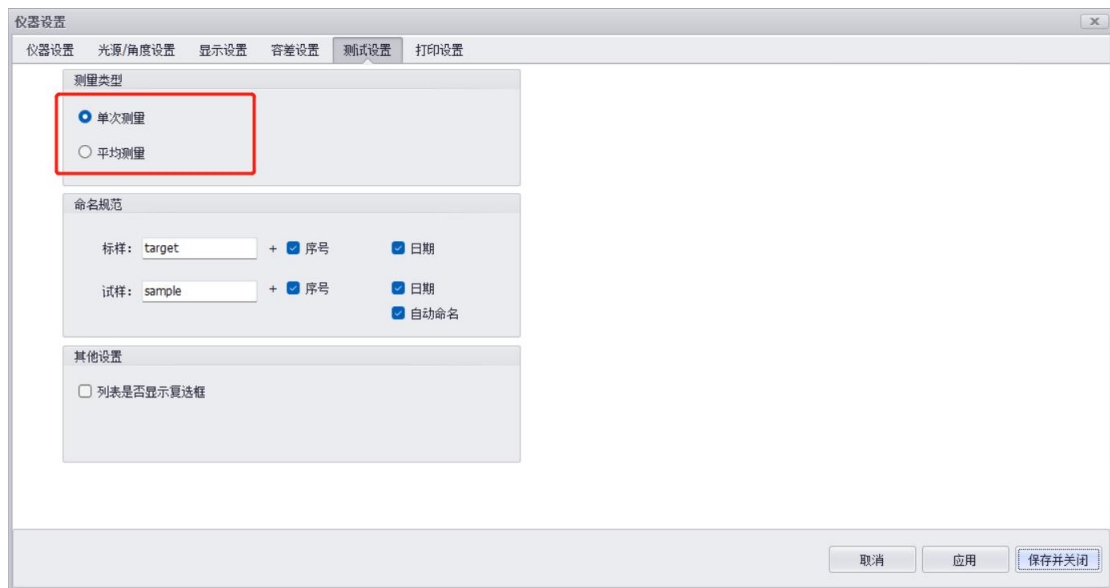 仪器设置
仪器设置 光源/角度设置 显示设置 容差设置 测试设置 打印设置
测里类型
单次测里
平均测里
命名规范
标样: target + 序号 日期
试样: sample + 序号 日期
自动命名
其他设置
列表是否显示复选框
取消 应用 保存并关闭